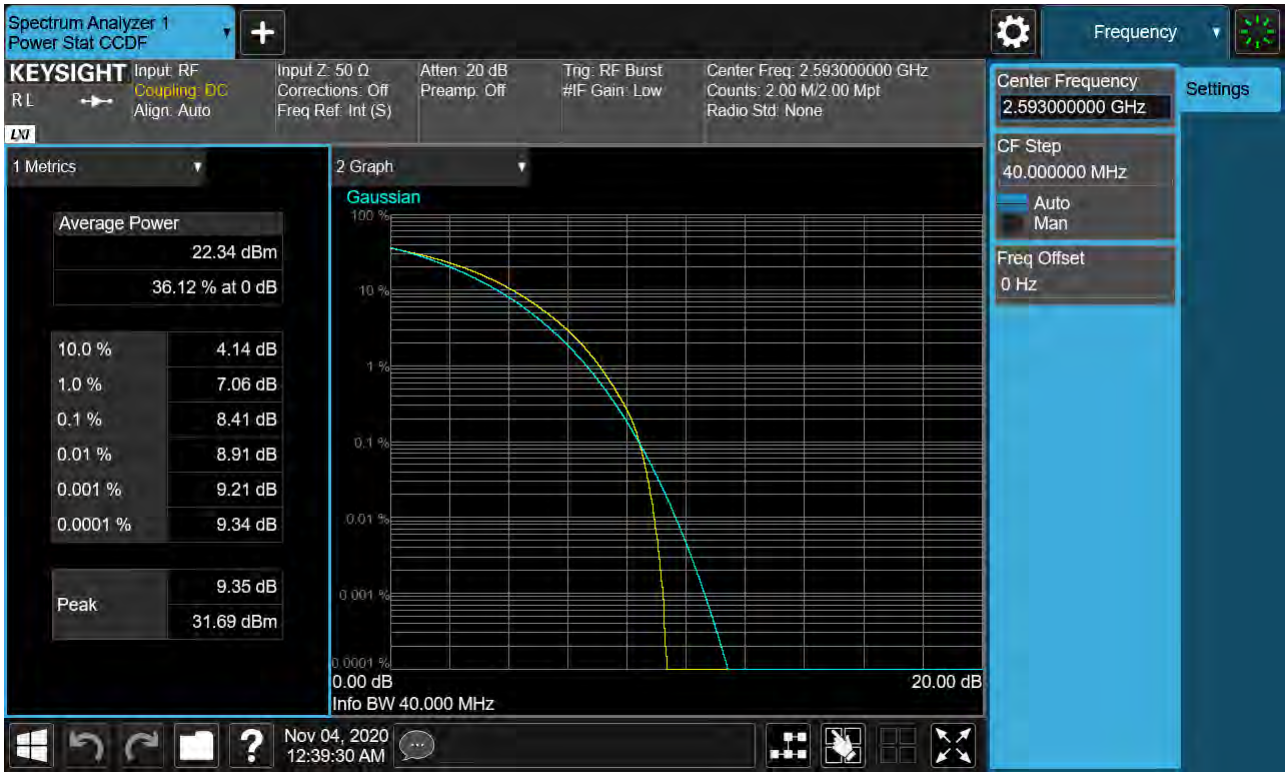 Spectrum Analyzer 1
Power Stat CCDF
+
Frequency
KEYSIGHT
RL
LXI
Input: RF
Coupling: DC
Align: Auto
Input Z: 50 Ω
Corrections: Off
Freq Ref: Int (S)
Atten: 20 dB
Preamp: Off
Trig: RF Burst
#IF Gain: Low
Center Freq: 2.593000000 GHz
Counts: 2.00 M/2.00 Mpt
Radio Std: None
Center Frequency
2.593000000 GHz
Settings
CF Step
40.000000 MHz
Auto
Man
Freq Offset
0 Hz
1 Metrics
Average Power
22.34 dBm
36.12 % at 0 dB
10.0 % 4.14 dB
1.0 % 7.06 dB
0.1 % 8.41 dB
0.01 % 8.91 dB
0.001 % 9.21 dB
0.0001 % 9.34 dB
Peak
9.35 dB
31.69 dBm
2 Graph
Gaussian
100 %
10 %
1 %
0.1 %
0.01 %
0.001 %
0.0001 %
0.00 dB 20.00 dB
Info BW 40.000 MHz
?
Nov 04, 2020
12:39:30 AM